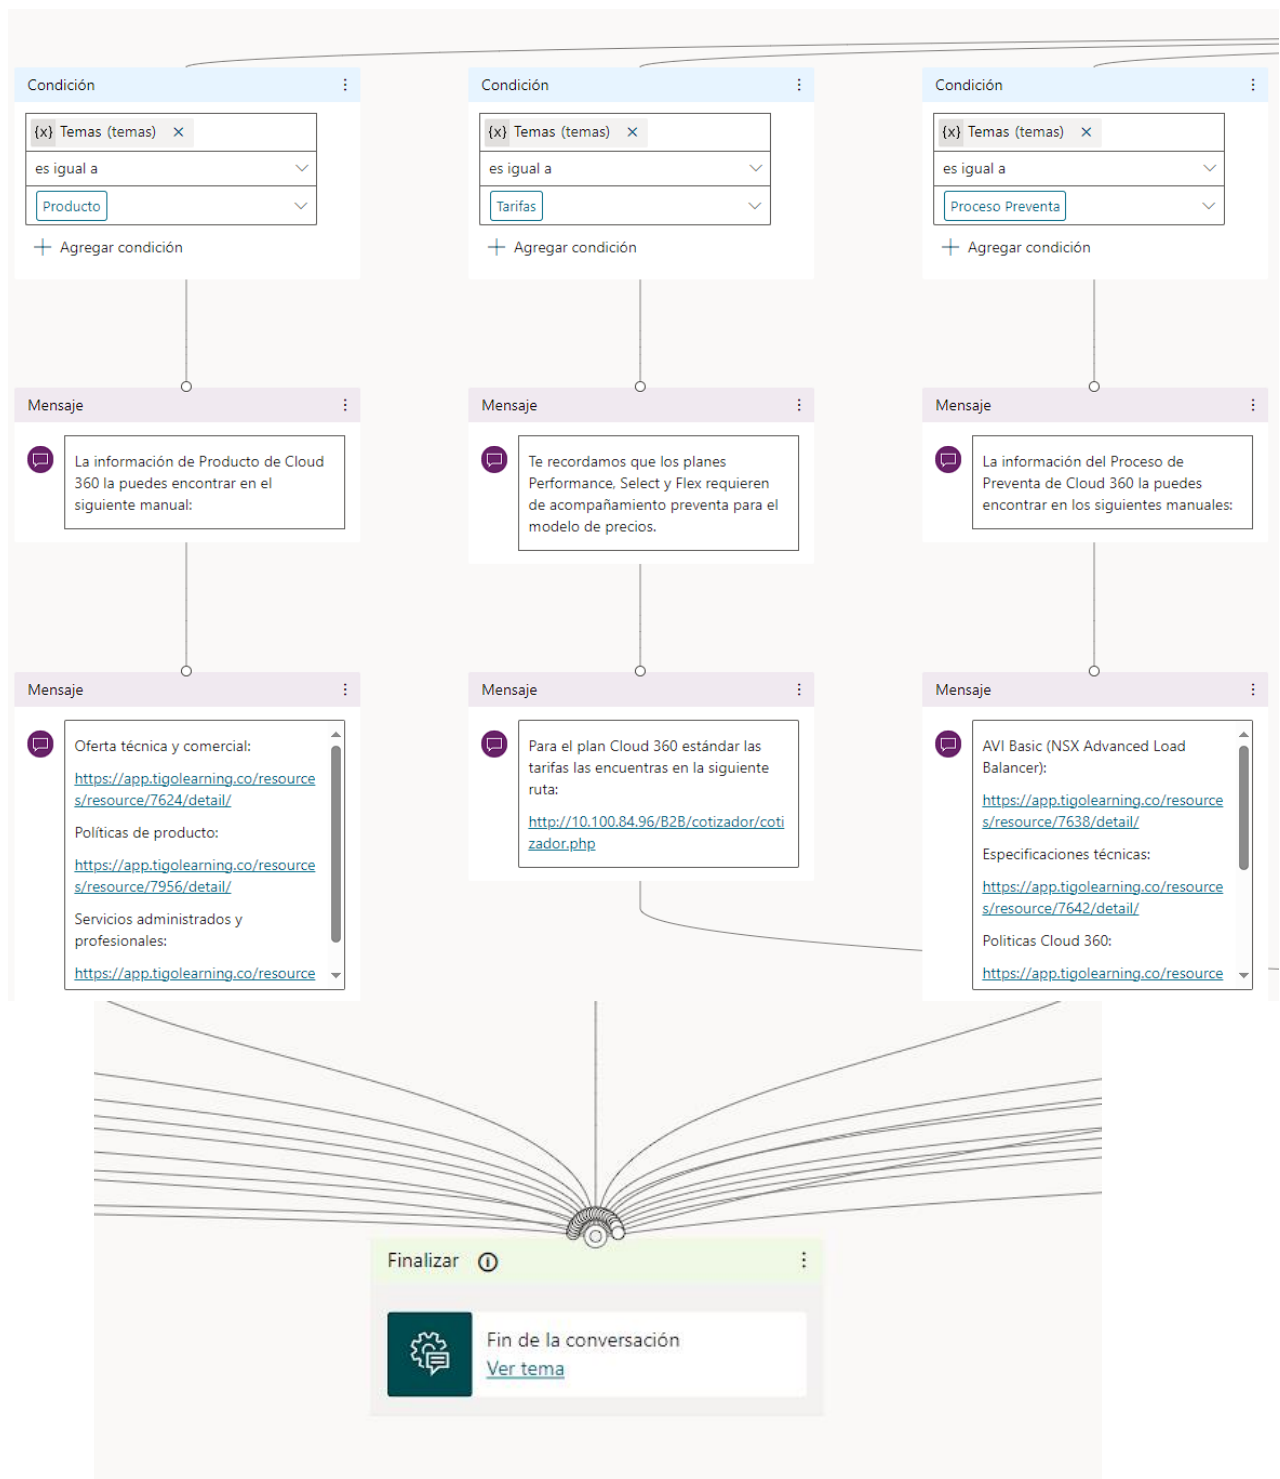 Condición
{x} Temas (temas) ×
es igual a
Producto
+ Agregar condición
Condición
{x} Temas (temas) ×
es igual a
Tarifas
+ Agregar condición
Condición
{x} Temas (temas) ×
es igual a
Proceso Preventa
+ Agregar condición
Mensaje
La información de Producto de Cloud
360 la puedes encontrar en el
siguiente manual:
Mensaje
Te recordamos que los planes
Performance, Select y Flex requieren
de acompañamiento preventa para el
modelo de precios.
Mensaje
La información del Proceso de
Preventa de Cloud 360 la puedes
encontrar en los siguientes manuales:
Mensaje
Oferta técnica y comercial:
https://app.tigolearning.co/resource
s/resource/7624/detail/
Políticas de producto:
https://app.tigolearning.co/resource
s/resource/7956/detail/
Servicios administrados y
profesionales:
https://app.tigolearning.co/resource
Mensaje
Para el plan Cloud 360 estándar las
tarifas las encuentras en la siguiente
ruta:
http://10.100.84.96/B2B/cotizador/coti
zador.php
Mensaje
AVI Basic (NSX Advanced Load
Balancer):
https://app.tigolearning.co/resource
s/resource/7638/detail/
Especificaciones técnicas:
https://app.tigolearning.co/resource
s/resource/7642/detail/
Politicas Cloud 360:
https://app.tigolearning.co/resource
Finalizar
Fin de la conversación
Ver tema